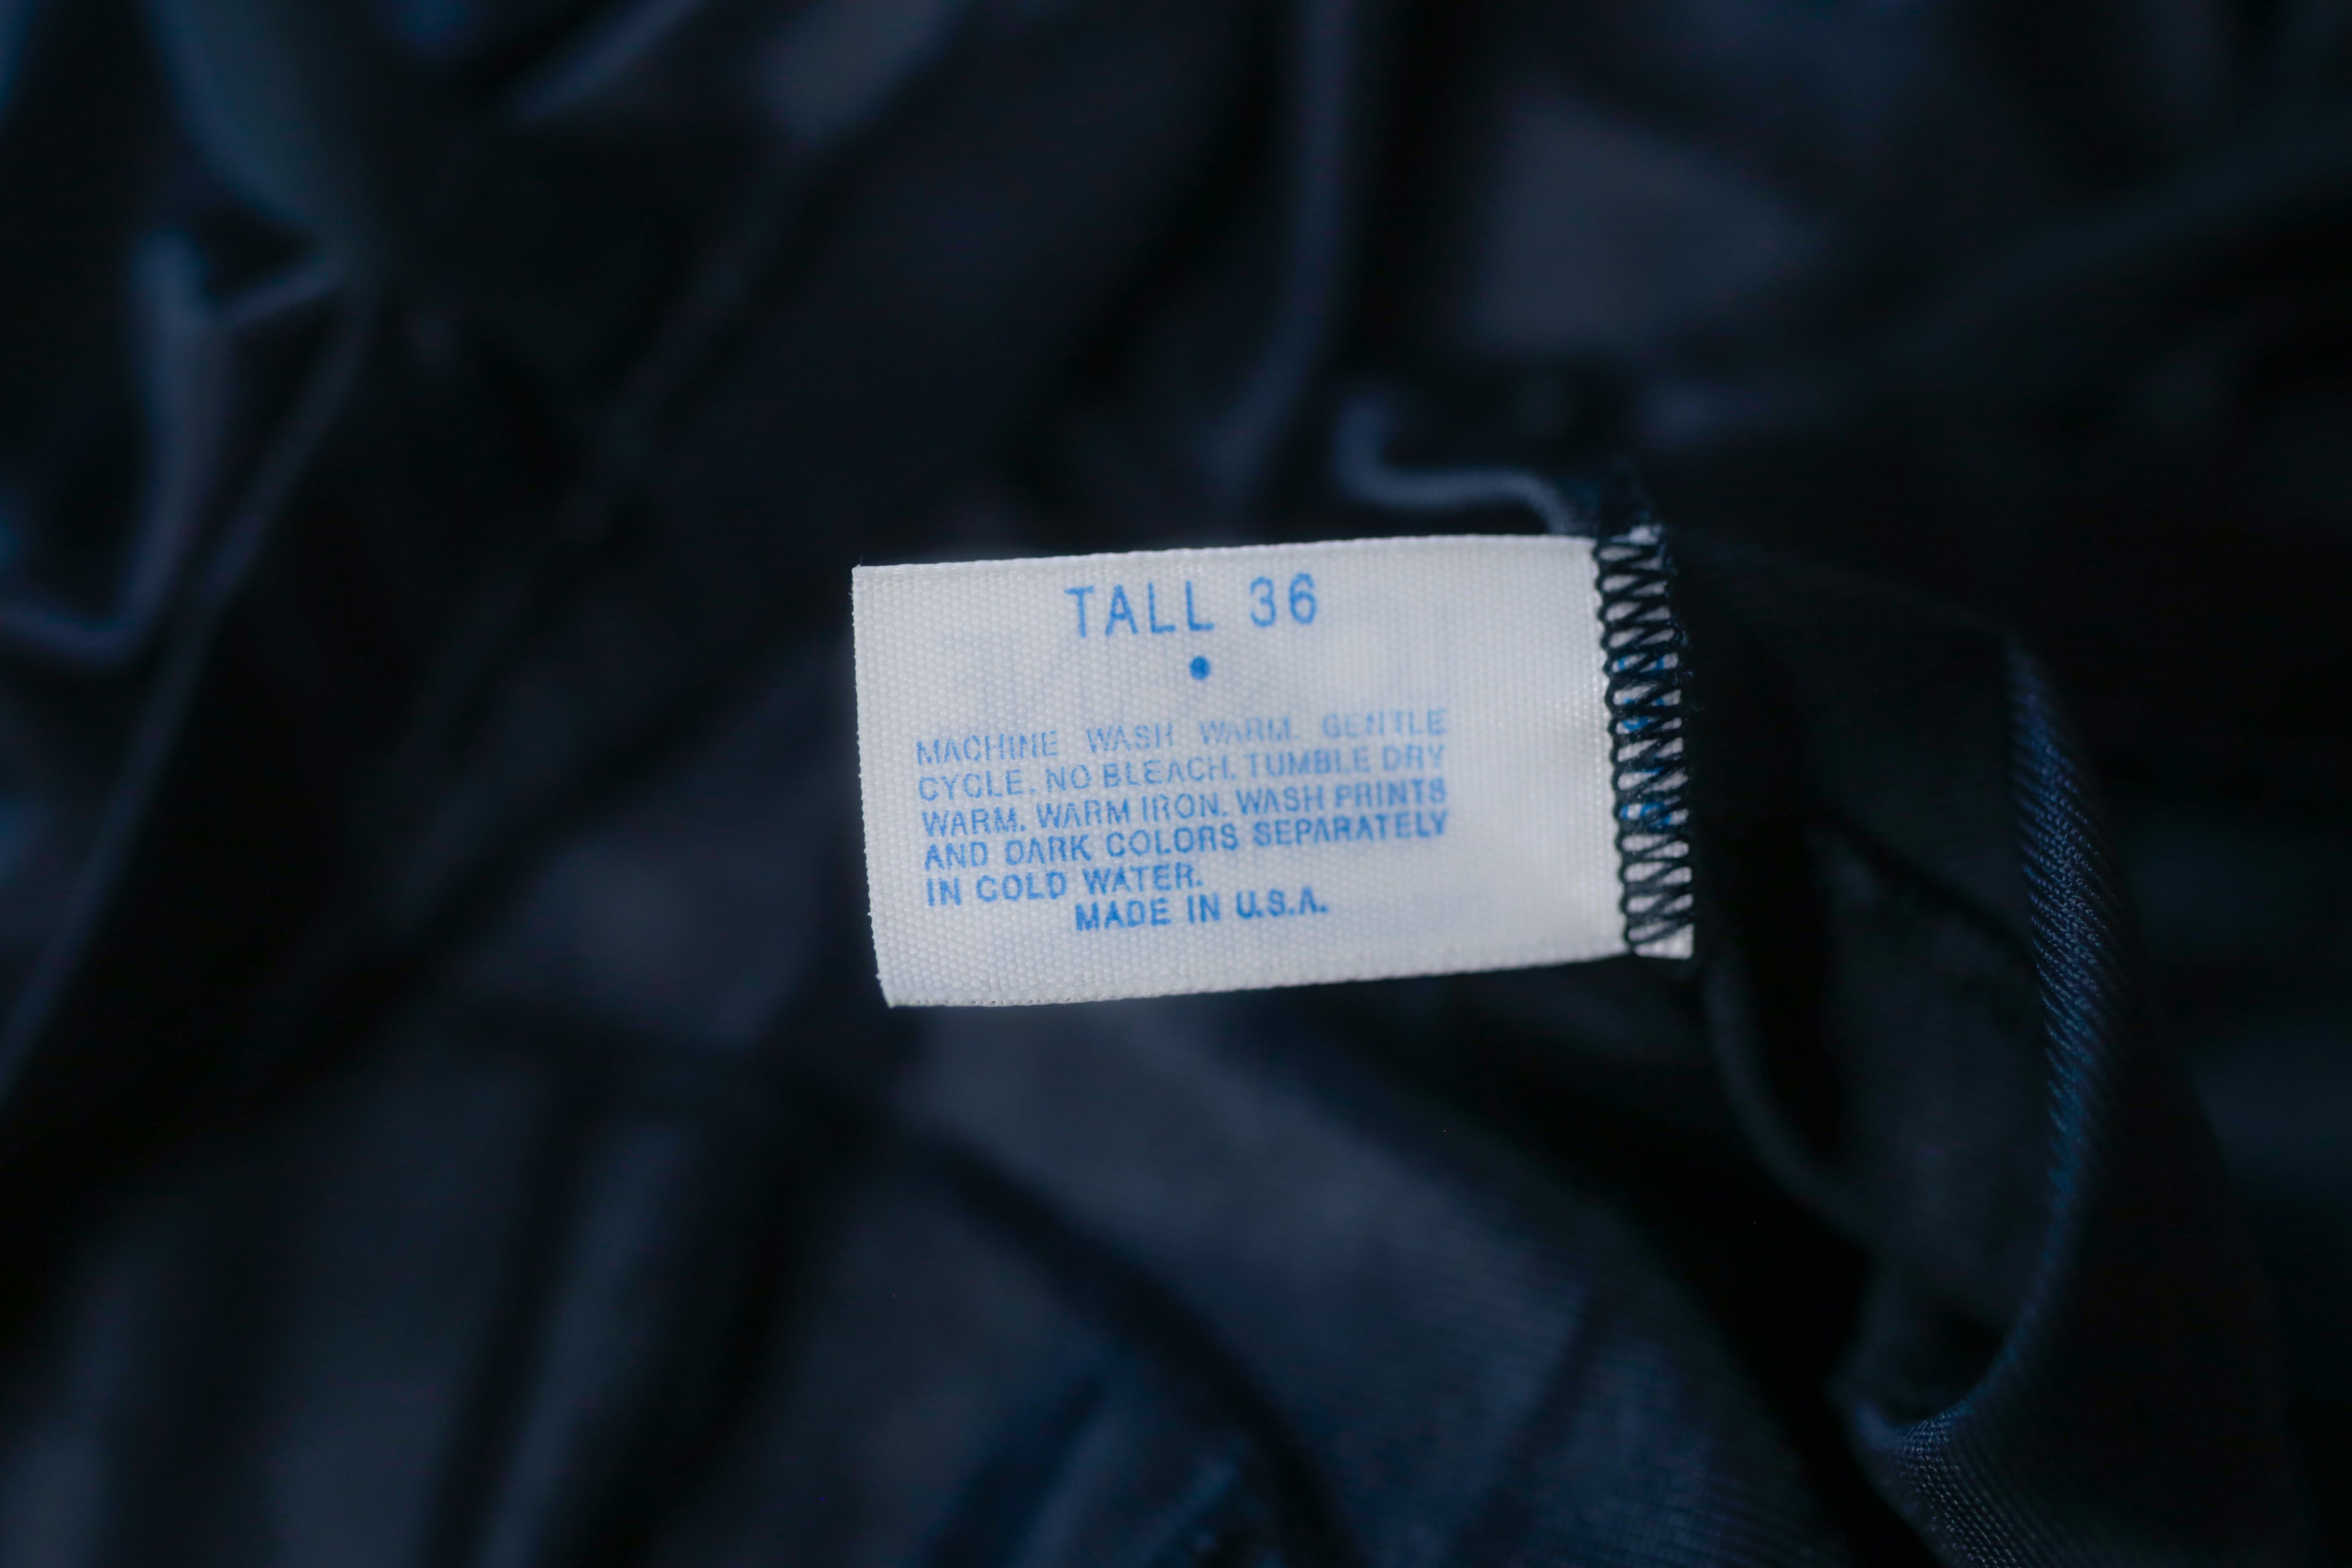 TALL 36
•
MACHINE WASH WARM. GENTLE
CYCLE. NO BLEACH. TUMBLE DRY
WARM. WARM IRON. WASH PRINTS
AND DARK COLORS SEPARATELY
IN COLD WATER.
MADE IN U.S.A.